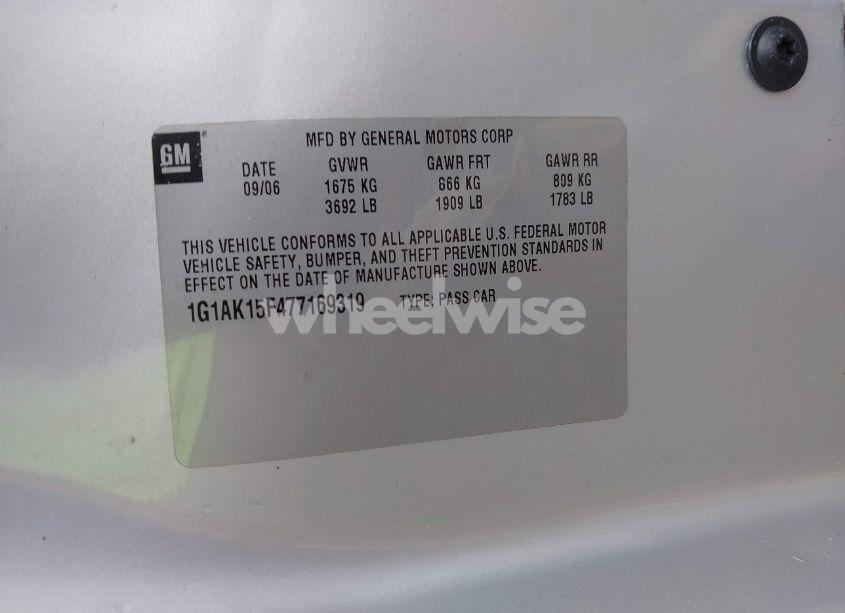 GM
MFD BY GENERAL MOTORS CORP
DATE GVWR GAWR FRT GAWR RR
09/06 1675 KG 866 KG 809 KG
3692 LB 1909 LB 1783 LB
THIS VEHICLE CONFORMS TO ALL APPLICABLE U.S. FEDERAL MOTOR
VEHICLE SAFETY, BUMPER, AND THEFT PREVENTION STANDARDS IN
EFFECT ON THE DATE OF MANUFACTURE SHOWN ABOVE.
1G1AK15F477169319 TYPE: PASS CAR
wheelwise